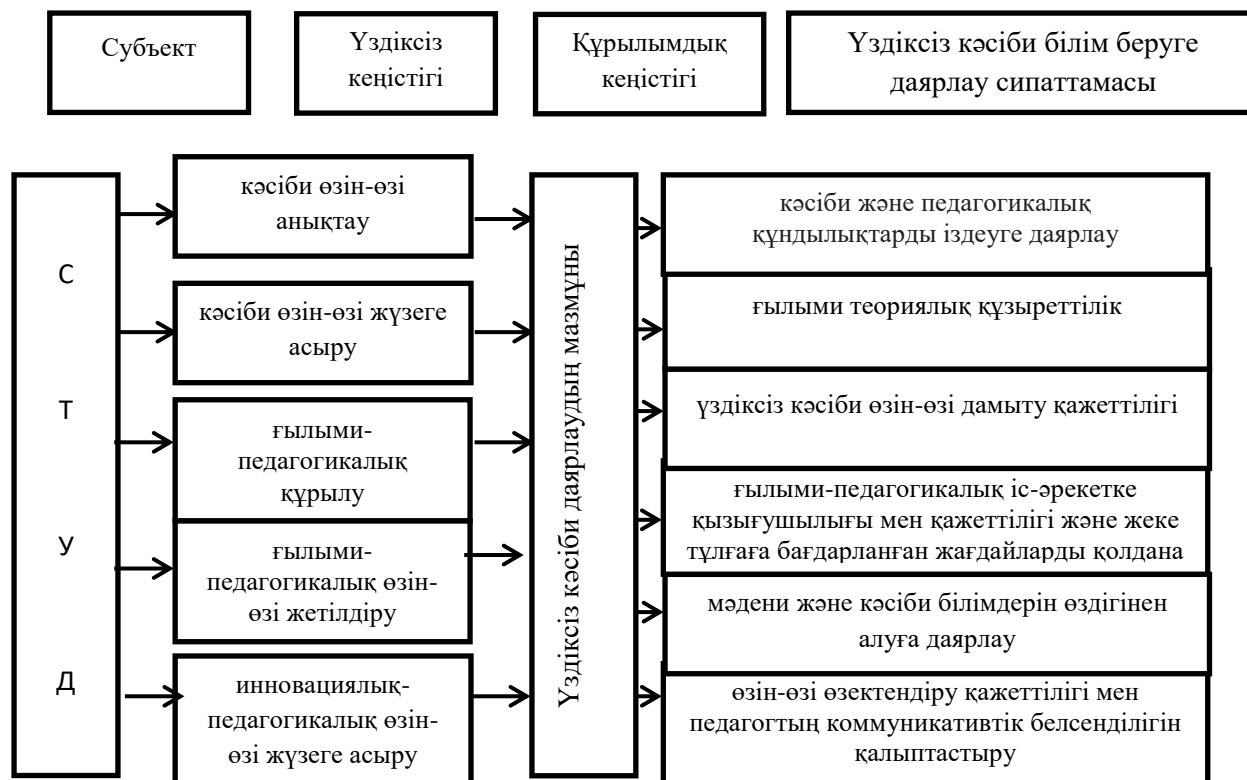 Субъект
Үздіксіз
кеңістігі
Құрылымдық
кеңістігі
Үздіксіз кәсіби білім беруге
даярлау сипаттамасы
С
Т
У
Д
кәсіби өзін-өзі
анықтау
кәсіби өзін-өзі жүзеге
асыру
ғылыми-
педагогикалық
құрылу
ғылыми-
педагогикалық өзін-
өзі жетілдіру
инновациялық-
педагогикалық өзін-
өзі жүзеге асыру
Үздіксіз кәсіби даярлаудың мазмұны
кәсіби және педагогикалық
құндылықтарды іздеуге даярлау
ғылыми теориялық құзыреттілік
үздіксіз кәсіби өзін-өзі дамыту қажеттілігі
ғылыми-педагогикалық іс-әрекетке
қызығушылығы мен қажеттілігі және жеке
тұлғаға бағдарланған жағдайларды қолдана
мәдени және кәсіби білімдерін өздігінен
алуға даярлау
өзін-өзі өзектендіру қажеттілігі мен
педагогтың коммуникативтік белсенділігін
қалыптастыру